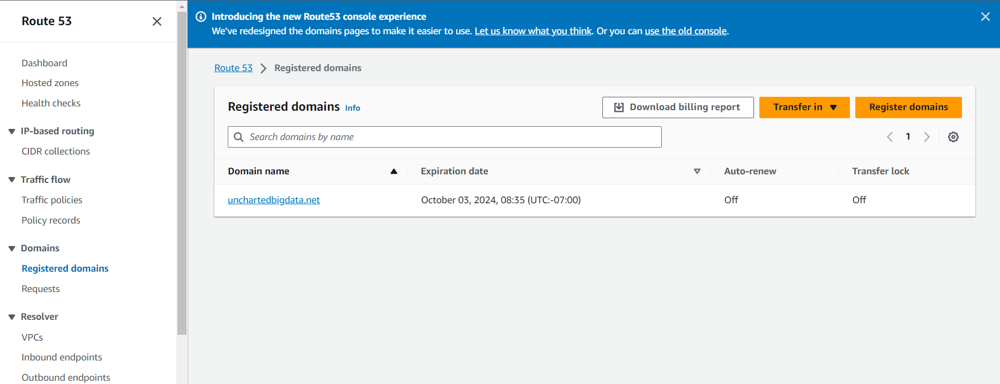 Route 53
Dashboard
Hosted zones
Health checks
IP-based routing
CIDR collections
Traffic flow
Traffic policies
Policy records
Domains
Registered domains
Requests
Resolver
VPCs
Inbound endpoints
Outbound endpoints
Introducing the new Route53 console experience
We've redesigned the domains pages to make it easier to use. Let us know what you think. Or you can use the old console.
Route 53 > Registered domains
Registered domains Info Download billing report Transfer in Register domains
Search domains by name 1
Domain name Expiration date Auto-renew Transfer lock
unchartedbigdata.net October 03, 2024, 08:35 (UTC:-07:00) Off Off